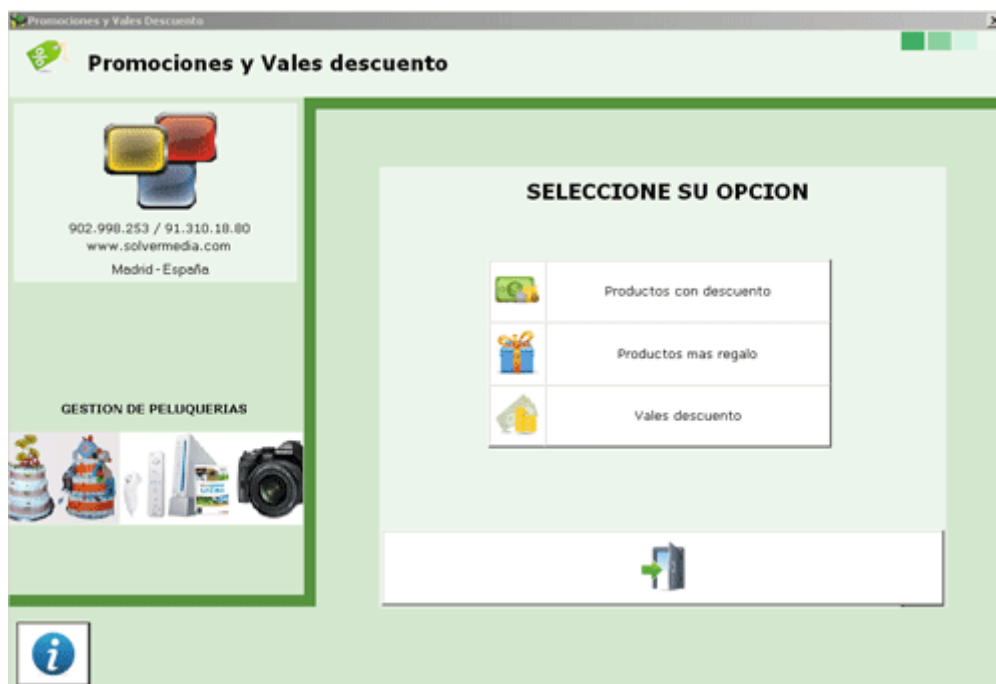 Promociones y Vales Descuento
Promociones y Vales descuento
902.998.253 / 91.310.18.80
www.solvermedia.com
Madrid - España
GESTION DE PELUQUERIAS
SELECCIONE SU OPCION
Productos con descuento
Productos mas regalo
Vales descuento